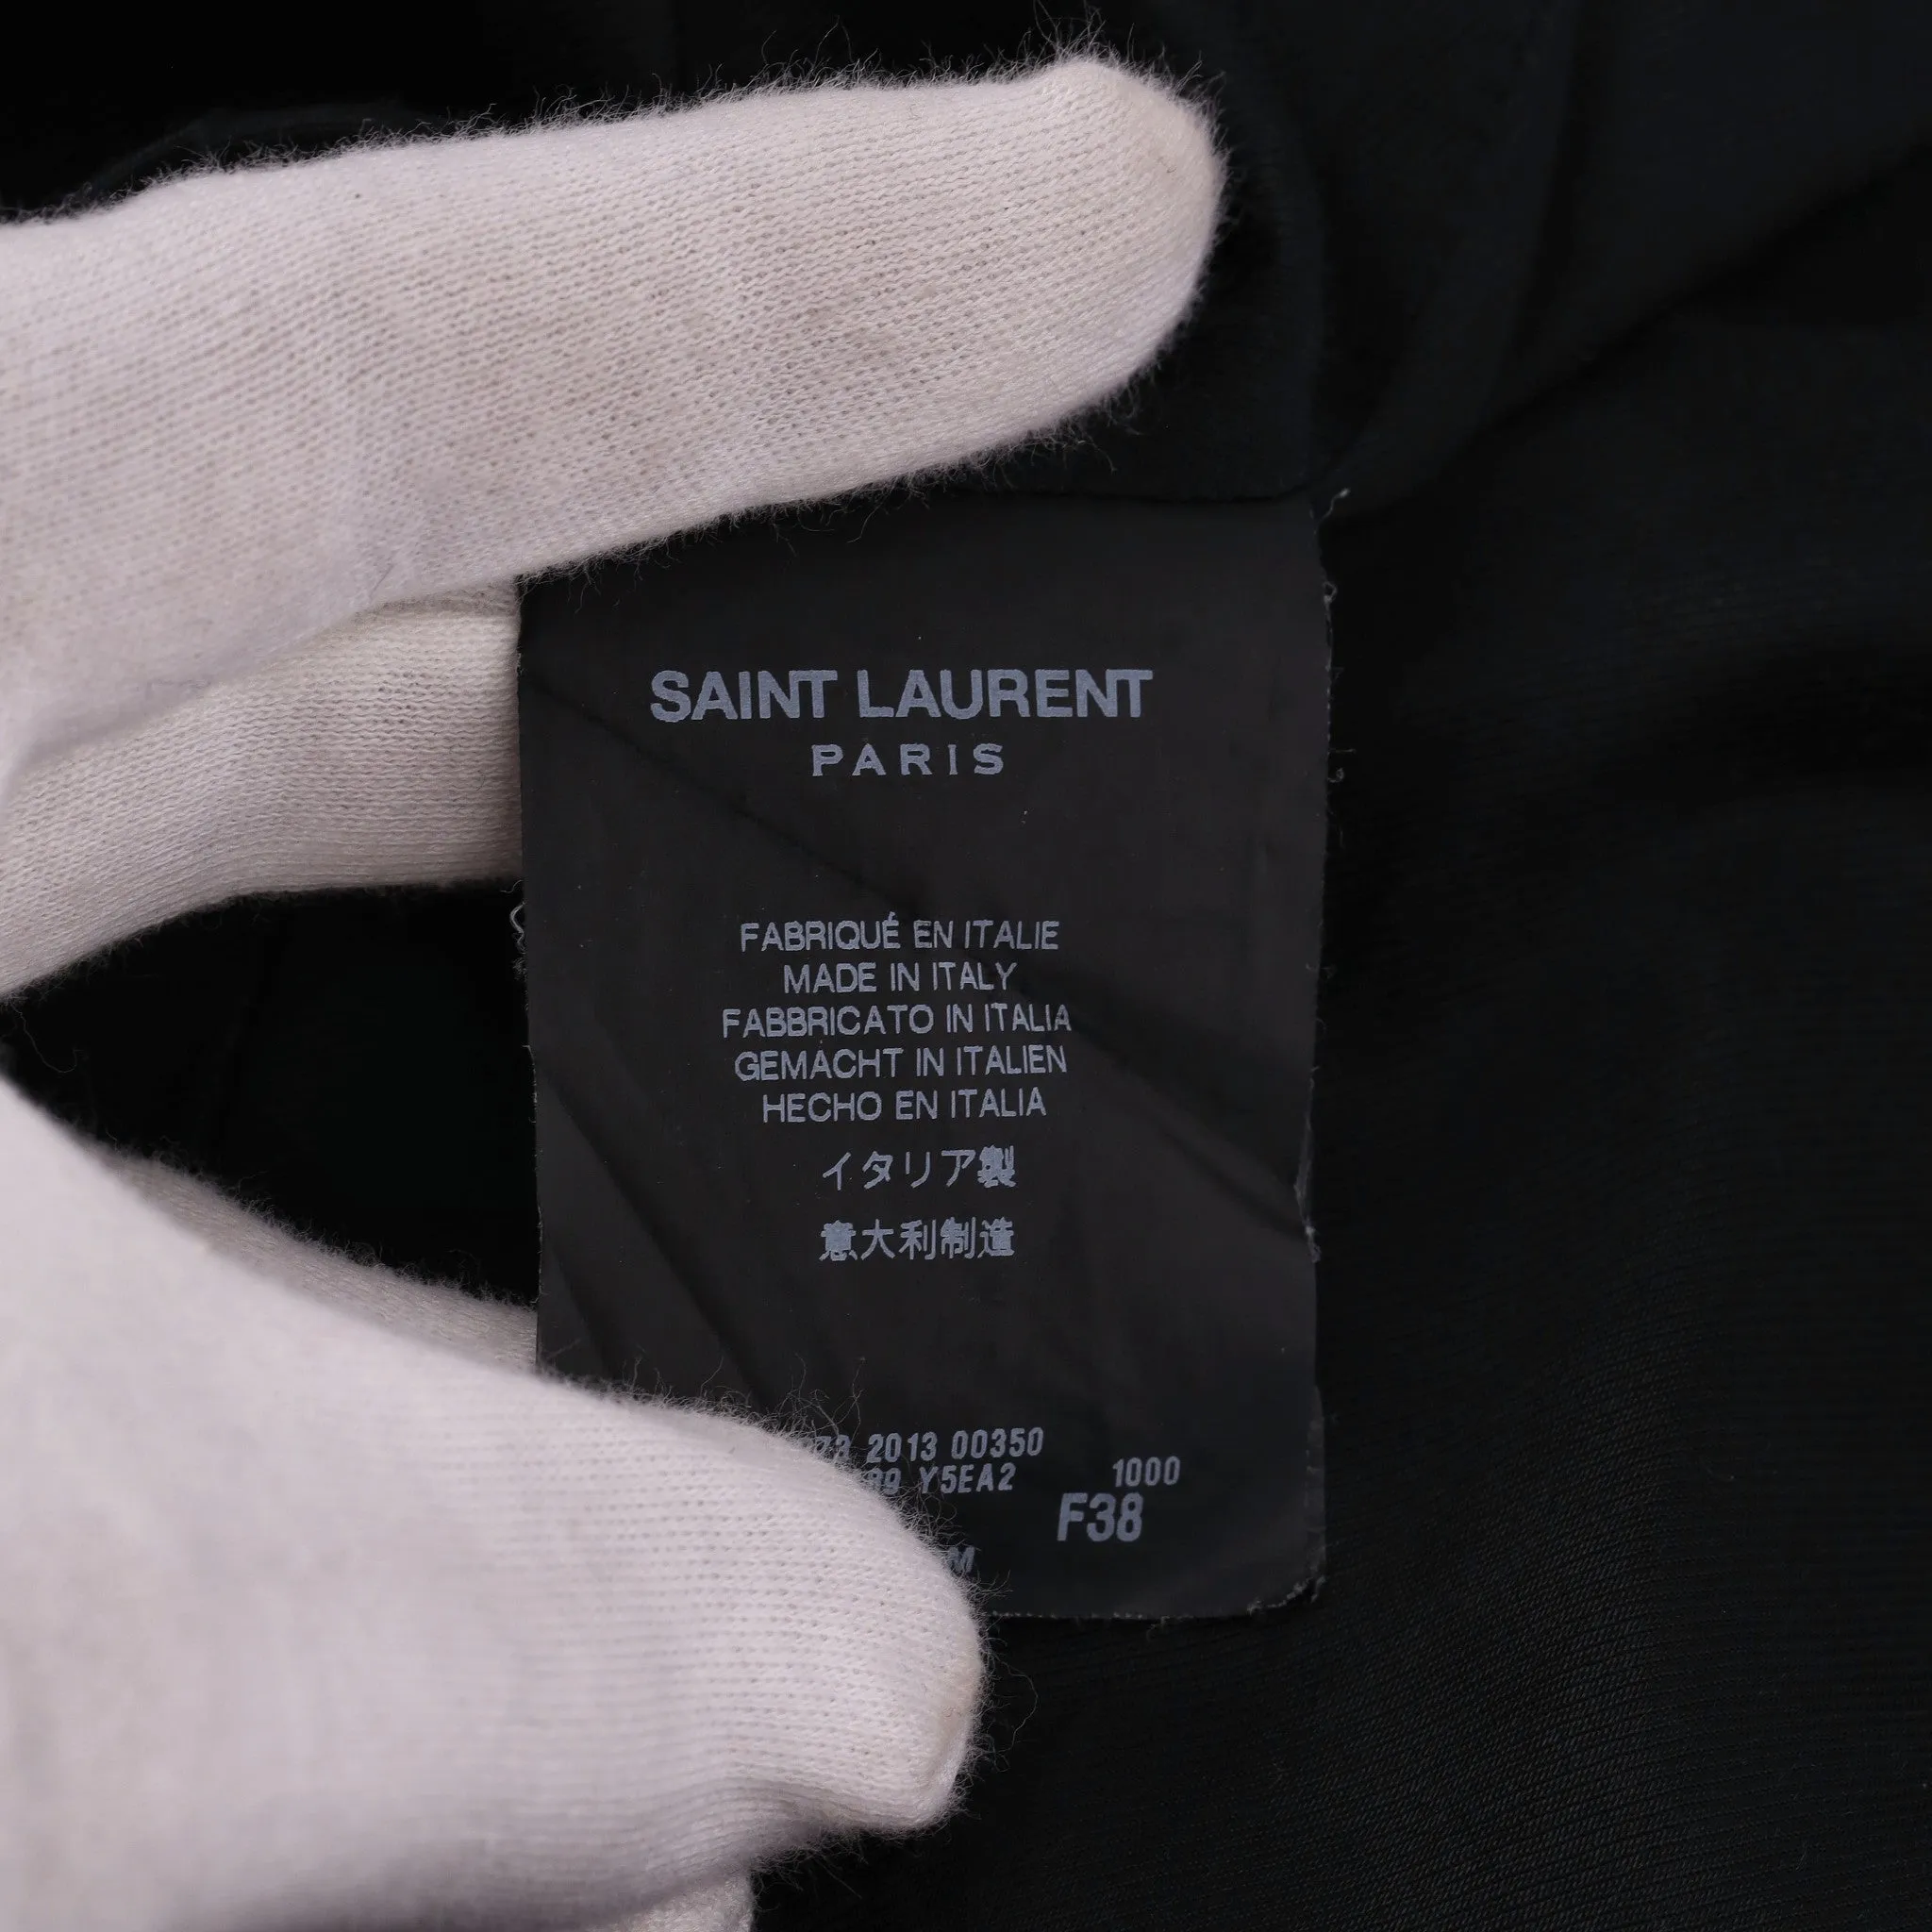 SAINT LAURENT
PARIS
FABRIQUÉ EN ITALIE
MADE IN ITALY
FABBRICATO IN ITALIA
GEMACHT IN ITALIEN
HECHO EN ITALIA
イタリア製
意大利制造
2013 00350
Y5EA2 1000
F38